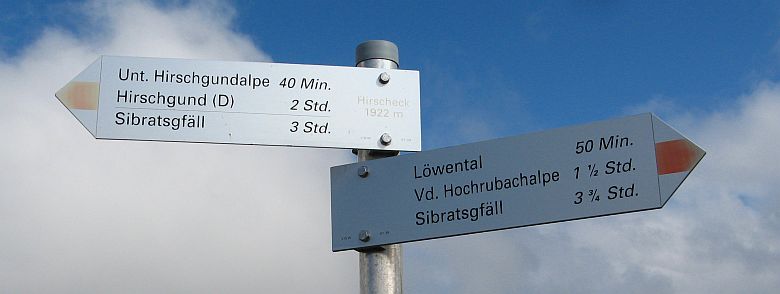 Unt. Hirschgundalpe 40 Min.
Hirschgund (D) 2 Std.
Sibratsgfäll 3 Std.
Hirscheck
1922 m
Löwental 50 Min.
Vd. Hochrubachalpe 1 ½ Std.
Sibratsgfäll 3 ¾ Std.